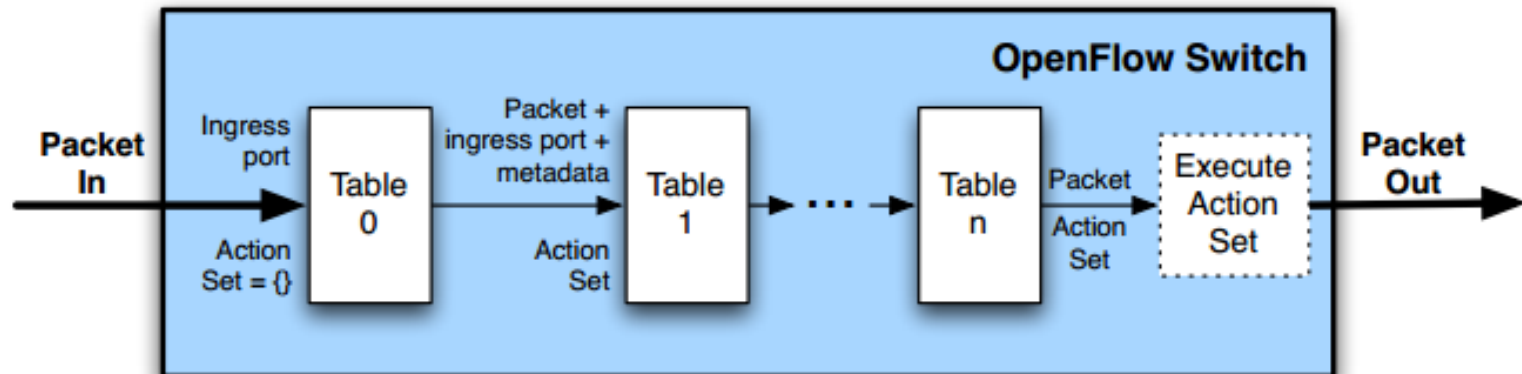 OpenFlow Switch
Packet
In
Ingress
port
Action
Set = {}
Table
0
Packet +
ingress port +
metadata
Action
Set
Table
1
...
Table
n
Packet
Action
Set
Execute
Action
Set
Packet
Out